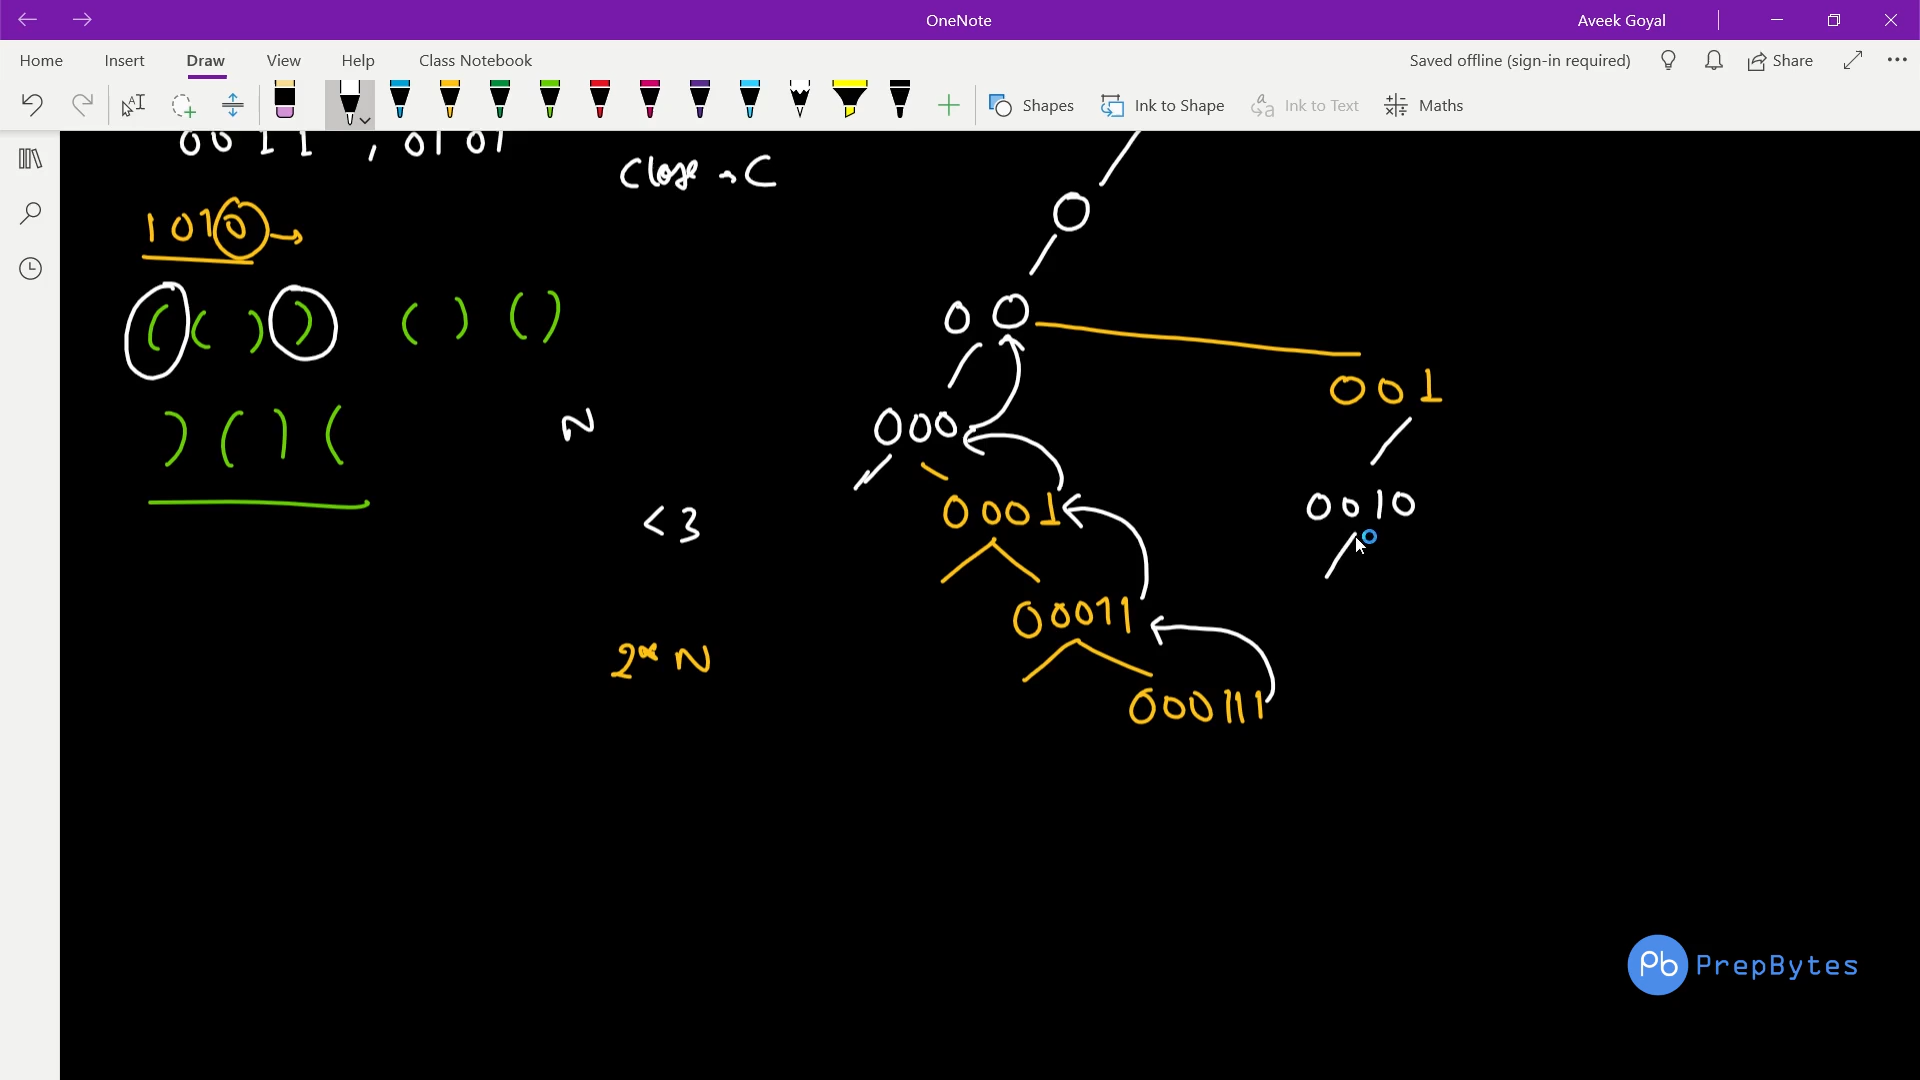 OneNote
Aveek Goyal
Home Insert Draw View Help Class Notebook
Saved offline (sign-in required) Share
Shapes Ink to Shape Ink to Text Maths
0011 , 0101
Close → C
1010 →
0
(()) ()()
00
001
)()(
N
000
0010
<3
0001
00011
2*N
000111
Pb PrepBytes